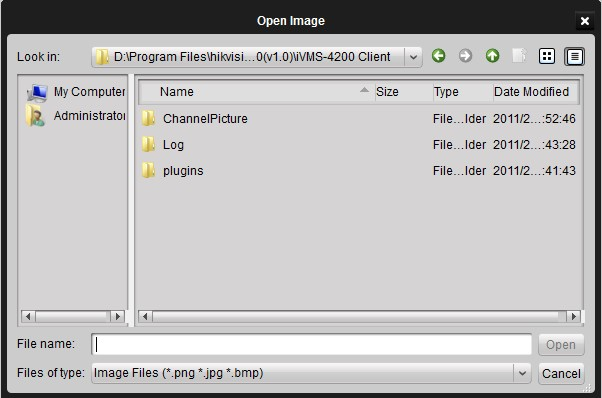 Open Image
Look in: D:\Program Files\hikvisi...0(v1.0)\iVMS-4200 Client
My Computer
Administrator
Name Size Type Date Modified
ChannelPicture File...lder 2011/2...:52:46
Log File...lder 2011/2...:43:28
plugins File...lder 2011/2...:41:43
File name: Open
Files of type: Image Files (*.png *.jpg *.bmp) Cancel